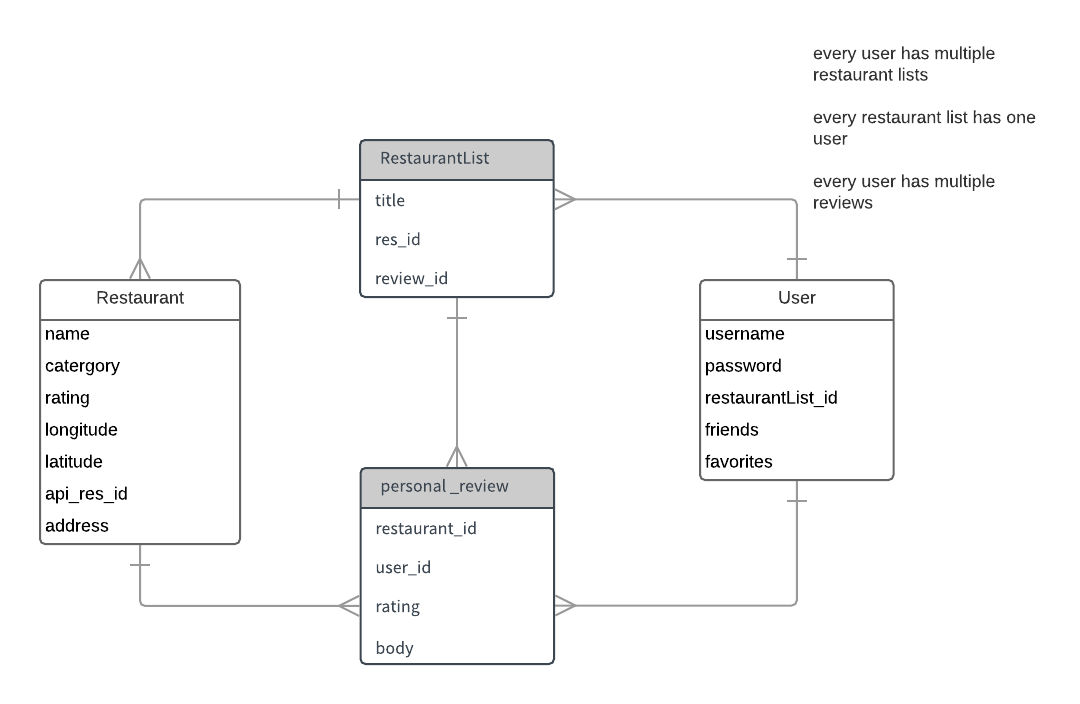 every user has multiple
restaurant lists
every restaurant list has one
user
every user has multiple
reviews
RestaurantList
title
res_id
review_id
Restaurant
name
catergory
rating
longitude
latitude
api_res_id
address
User
username
password
restaurantList_id
friends
favorites
personal _review
restaurant_id
user_id
rating
body